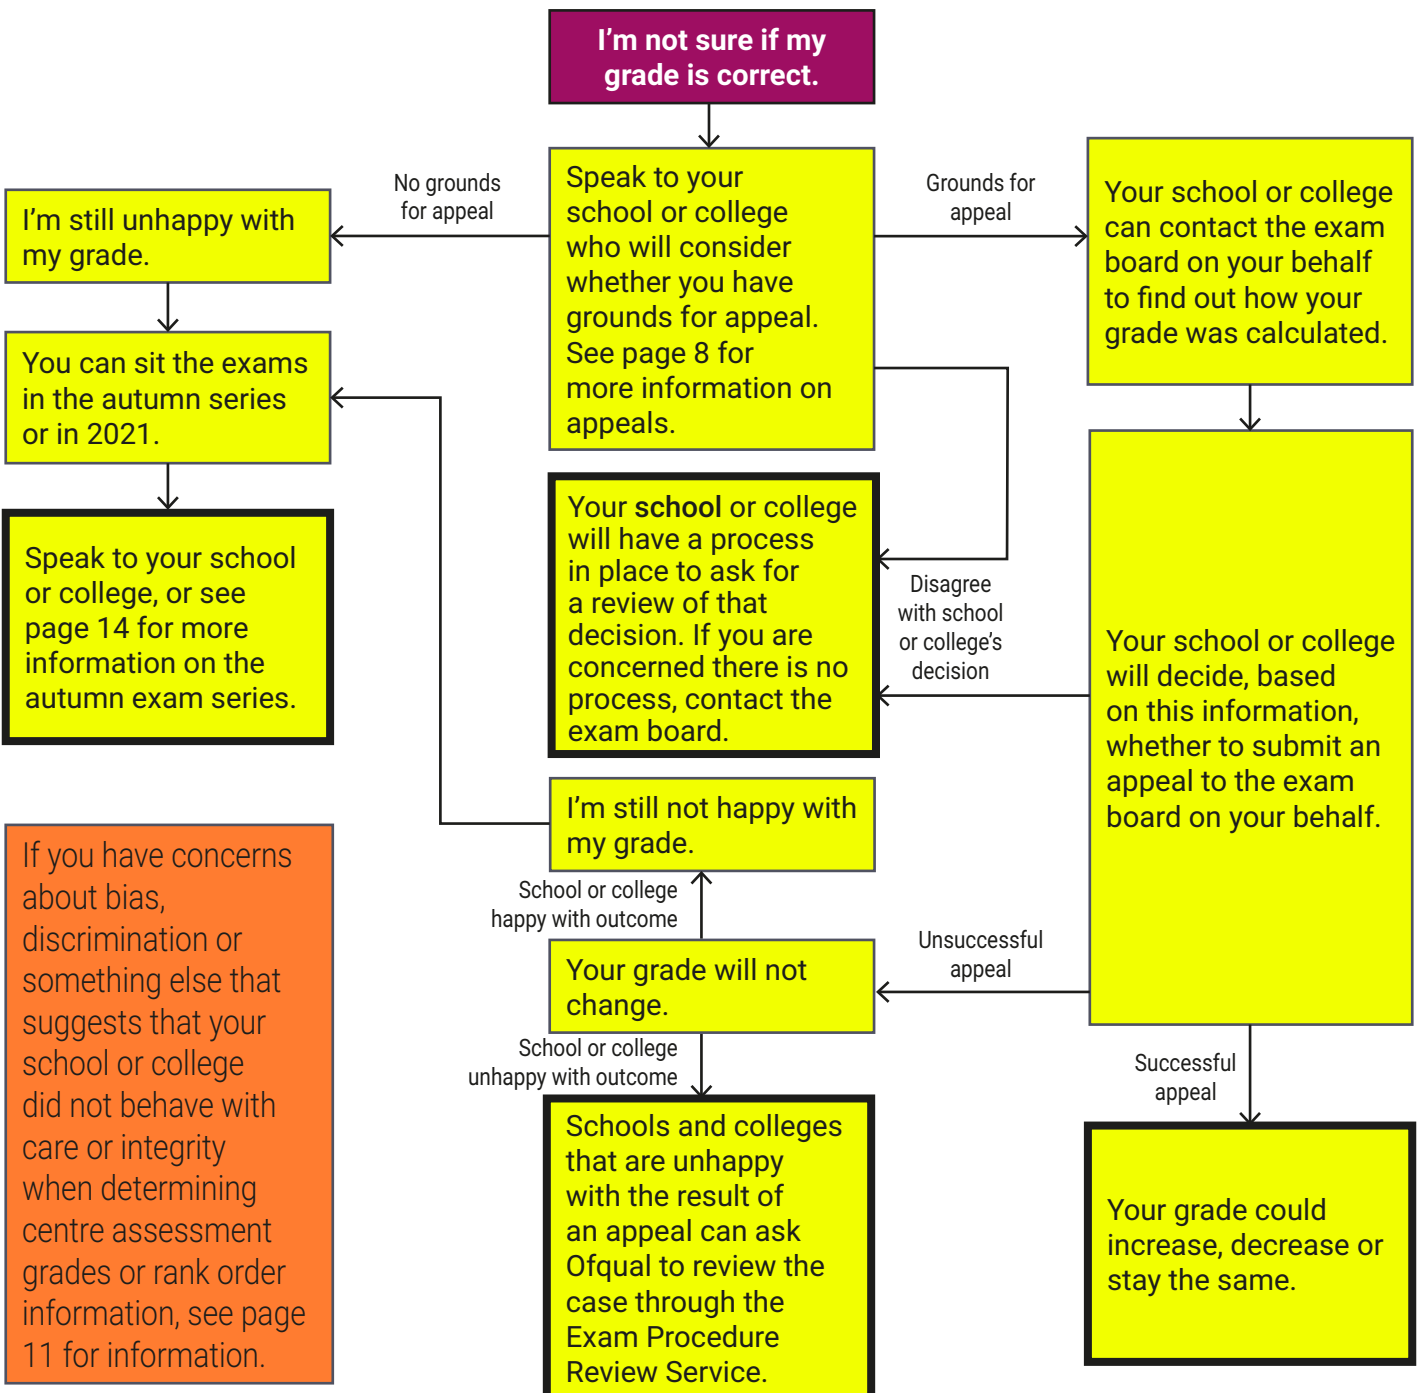 I’m not sure if my
grade is correct.
No grounds
for appeal
Speak to your
school or college
who will consider
whether you have
grounds for appeal.
See page 8 for
more information on
appeals.
Grounds for
appeal
Your school or college
can contact the exam
board on your behalf
to find out how your
grade was calculated.
I’m still unhappy with
my grade.
You can sit the exams
in the autumn series
or in 2021.
Speak to your school
or college, or see
page 14 for more
information on the
autumn exam series.
Your school or college
will have a process
in place to ask for
a review of that
decision. If you are
concerned there is no
process, contact the
exam board.
Disagree
with school
or college’s
decision
Your school or college
will decide, based
on this information,
whether to submit an
appeal to the exam
board on your behalf.
I’m still not happy with
my grade.
School or college
happy with outcome
Your grade will not
change.
Unsuccessful
appeal
School or college
unhappy with outcome
Schools and colleges
that are unhappy
with the result of
an appeal can ask
Ofqual to review the
case through the
Exam Procedure
Review Service.
Successful
appeal
Your grade could
increase, decrease or
stay the same.
If you have concerns
about bias,
discrimination or
something else that
suggests that your
school or college
did not behave with
care or integrity
when determining
centre assessment
grades or rank order
information, see page
11 for information.